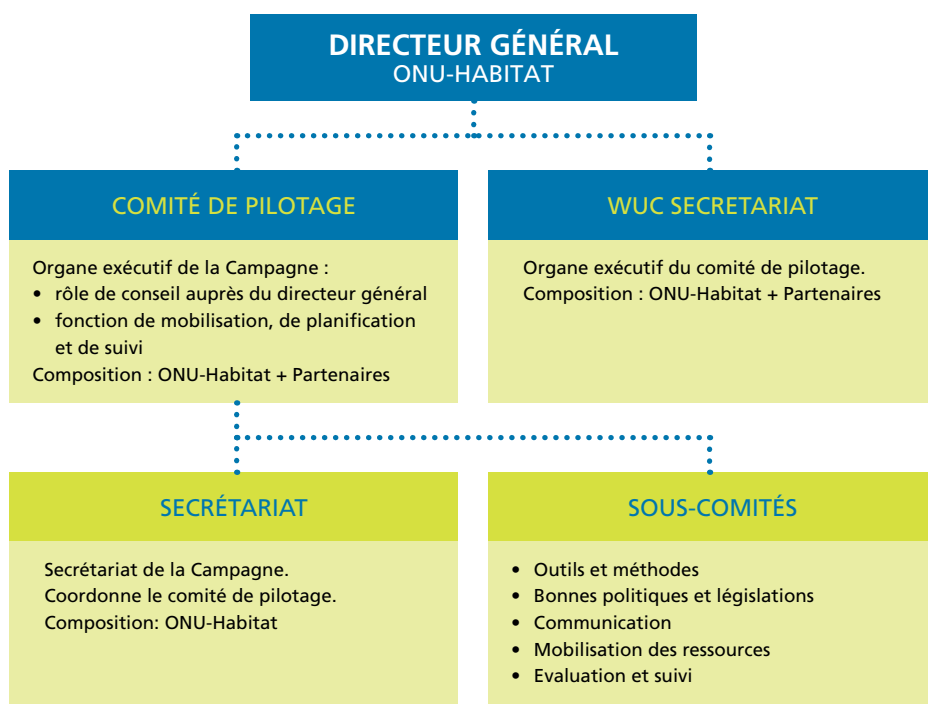 DIRECTEUR GÉNÉRAL
ONU-HABITAT
COMITÉ DE PILOTAGE
Organe exécutif de la Campagne :
• rôle de conseil auprès du directeur général
• fonction de mobilisation, de planification
et de suivi
Composition : ONU-Habitat + Partenaires
WUC SECRETARIAT
Organe exécutif du comité de pilotage.
Composition : ONU-Habitat + Partenaires
SECRÉTARIAT
Secrétariat de la Campagne.
Coordonne le comité de pilotage.
Composition: ONU-Habitat
SOUS-COMITÉS
• Outils et méthodes
• Bonnes politiques et législations
• Communication
• Mobilisation des ressources
• Evaluation et suivi